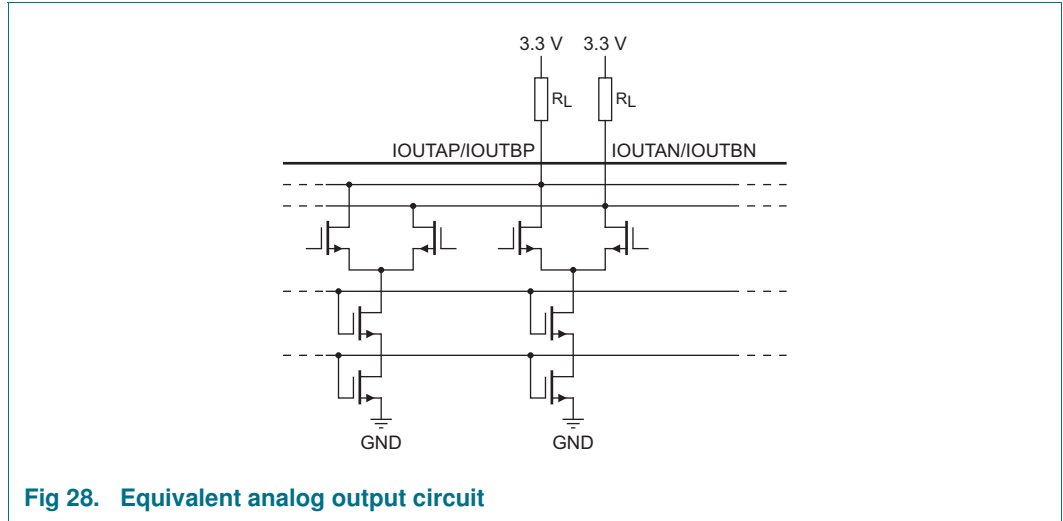 3.3 V 3.3 V
RL RL
IOUTAP/IOUTBP IOUTAN/IOUTBN
GND GND
Fig 28. Equivalent analog output circuit